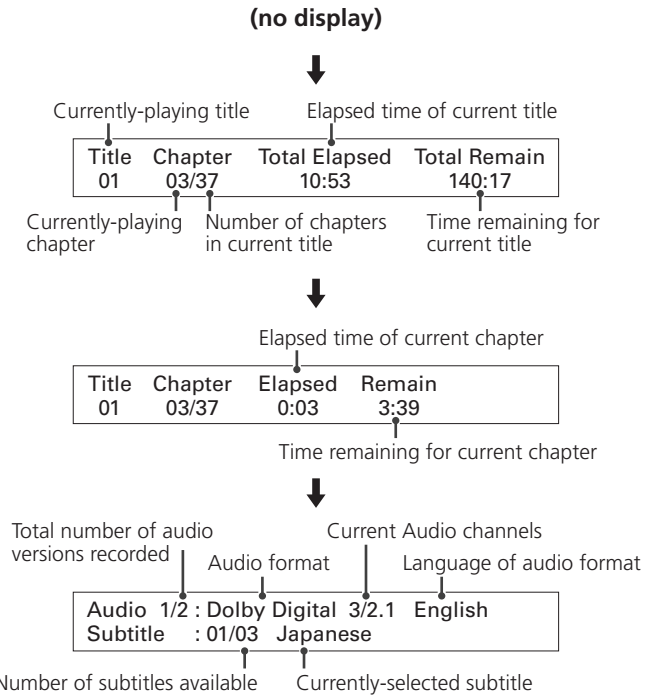 (no display)
Currently-playing title Elapsed time of current title
Title Chapter Total Elapsed Total Remain
01 03/37 10:53 140:17
Currently-playing chapter
Number of chapters in current title
Time remaining for current title
Elapsed time of current chapter
Title Chapter Elapsed Remain
01 03/37 0:03 3:39
Time remaining for current chapter
Total number of audio versions recorded
Audio format
Current Audio channels
Language of audio format
Audio 1/2 : Dolby Digital 3/2.1 English
Subtitle : 01/03 Japanese
Number of subtitles available Currently-selected subtitle